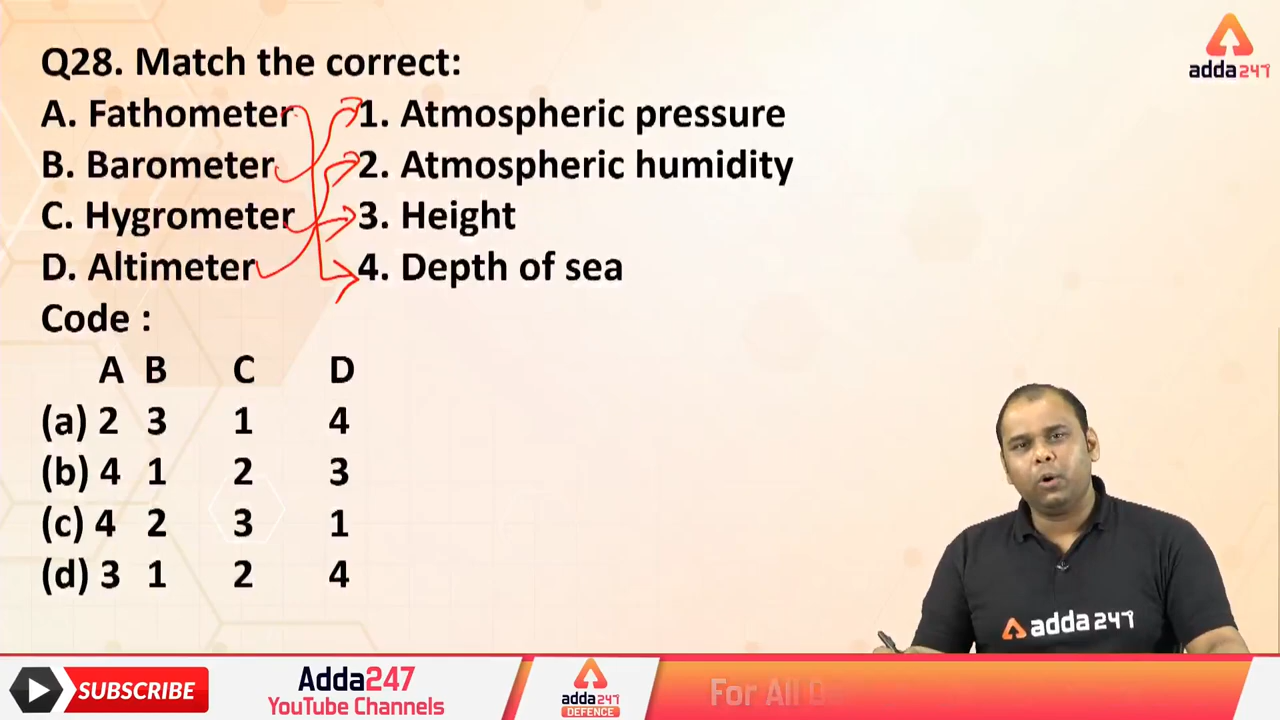 Q28. Match the correct:
adda247
A. Fathometer 1. Atmospheric pressure
B. Barometer 2. Atmospheric humidity
C. Hygrometer 3. Height
D. Altimeter 4. Depth of sea
Code :
A B C D
(a) 2 3 1 4
(b) 4 1 2 3
(c) 4 2 3 1
(d) 3 1 2 4
adda247
SUBSCRIBE
Adda247
YouTube Channels
adda247
DEFENCE
For All De